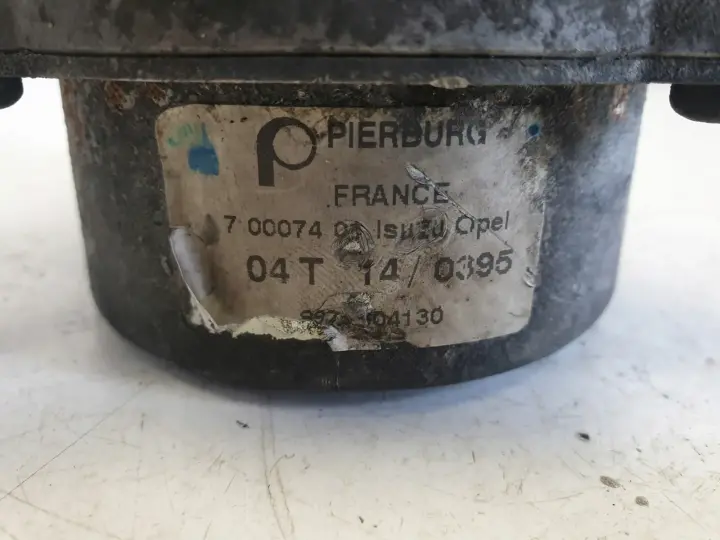 PIERBURG
FRANCE
7 00074 Isuzu Opel
04 T 14 / 0395